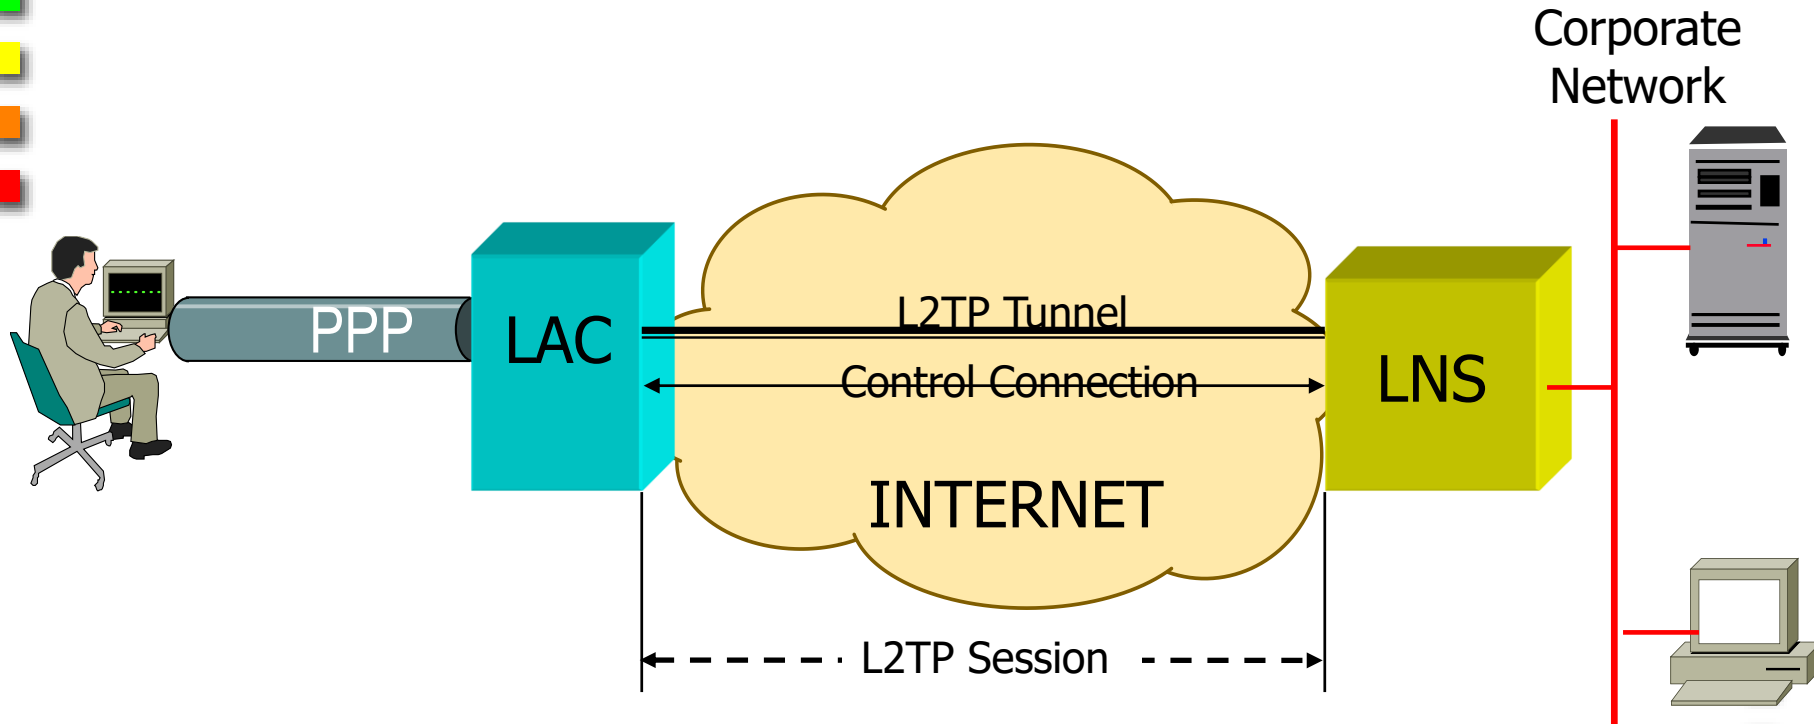 Corporate
Network
PPP
LAC
L2TP Tunnel
Control Connection
LNS
INTERNET
L2TP Session